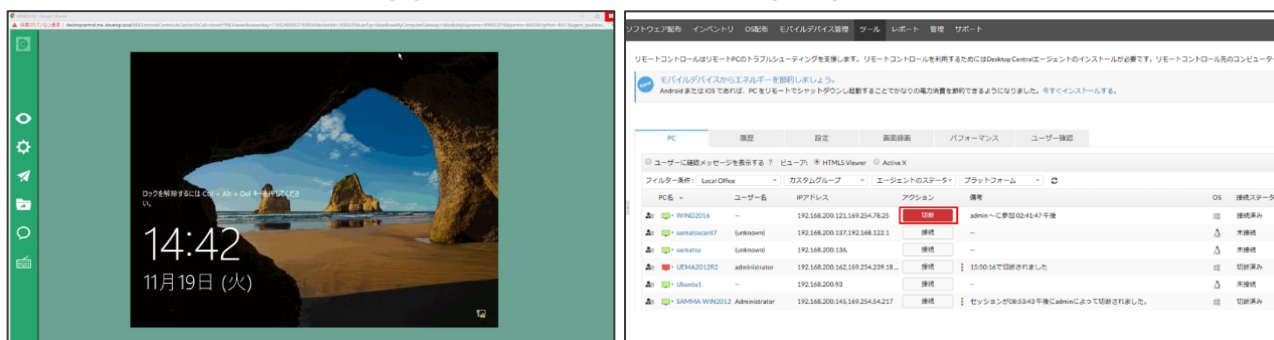 ロックを解除するには Ctrl + Alt + Del キーを押してくださ
い。
14:42
11月19日 (火)
ソフトウェア配布 インベントリ OS配布 モバイルデバイス管理 ツール レポート 管理 サポート
リモートコントロールはリモートPCのトラブルシューティングを支援します。リモートコントロールを利用するためにはDesktop Centralエージェントのインストールが必要です。リモートコントロール先のコンピューター
New
モバイルデバイスからエネルギーを節約しましょう。
Android または iOS であれば、PC をリモートでシャットダウンし起動することでかなりの電力消費を節約できるようになりました。今すぐインストールする。
PC 履歴 設定 画面録画 パフォーマンス ユーザー確認
ユーザーに確認メッセージを表示する ? ビューア: HTML5 Viewer Active X
フィルター条件: Local Office カスタムグループ エージェントのステータ プラットフォーム
PC名 ユーザー名 IPアドレス アクション 備考 OS 接続ステータ
WIND2016 -- 192.168.200.121,169.254.78.25 切断 admin ～に参加 02:41:47 午後 接続済み
uematsucent7 (unknown) 192.168.200.137,192.168.122.1 接続 -- 未接続
uematsu (unknown) 192.168.200.136. 接続 -- 未接続
UEMA2012R2 administrator 192.168.200.162,169.254.239.18... 接続 15:50:16で切断されました 切断済み
Ubuntu1 -- 192.168.200.93 接続 -- 未接続
SAMMA-WIN2012 Administrator 192.168.200.145,169.254.54.217 接続 セッションが08:53:43 午後にadminによって切断されました。 切断済み